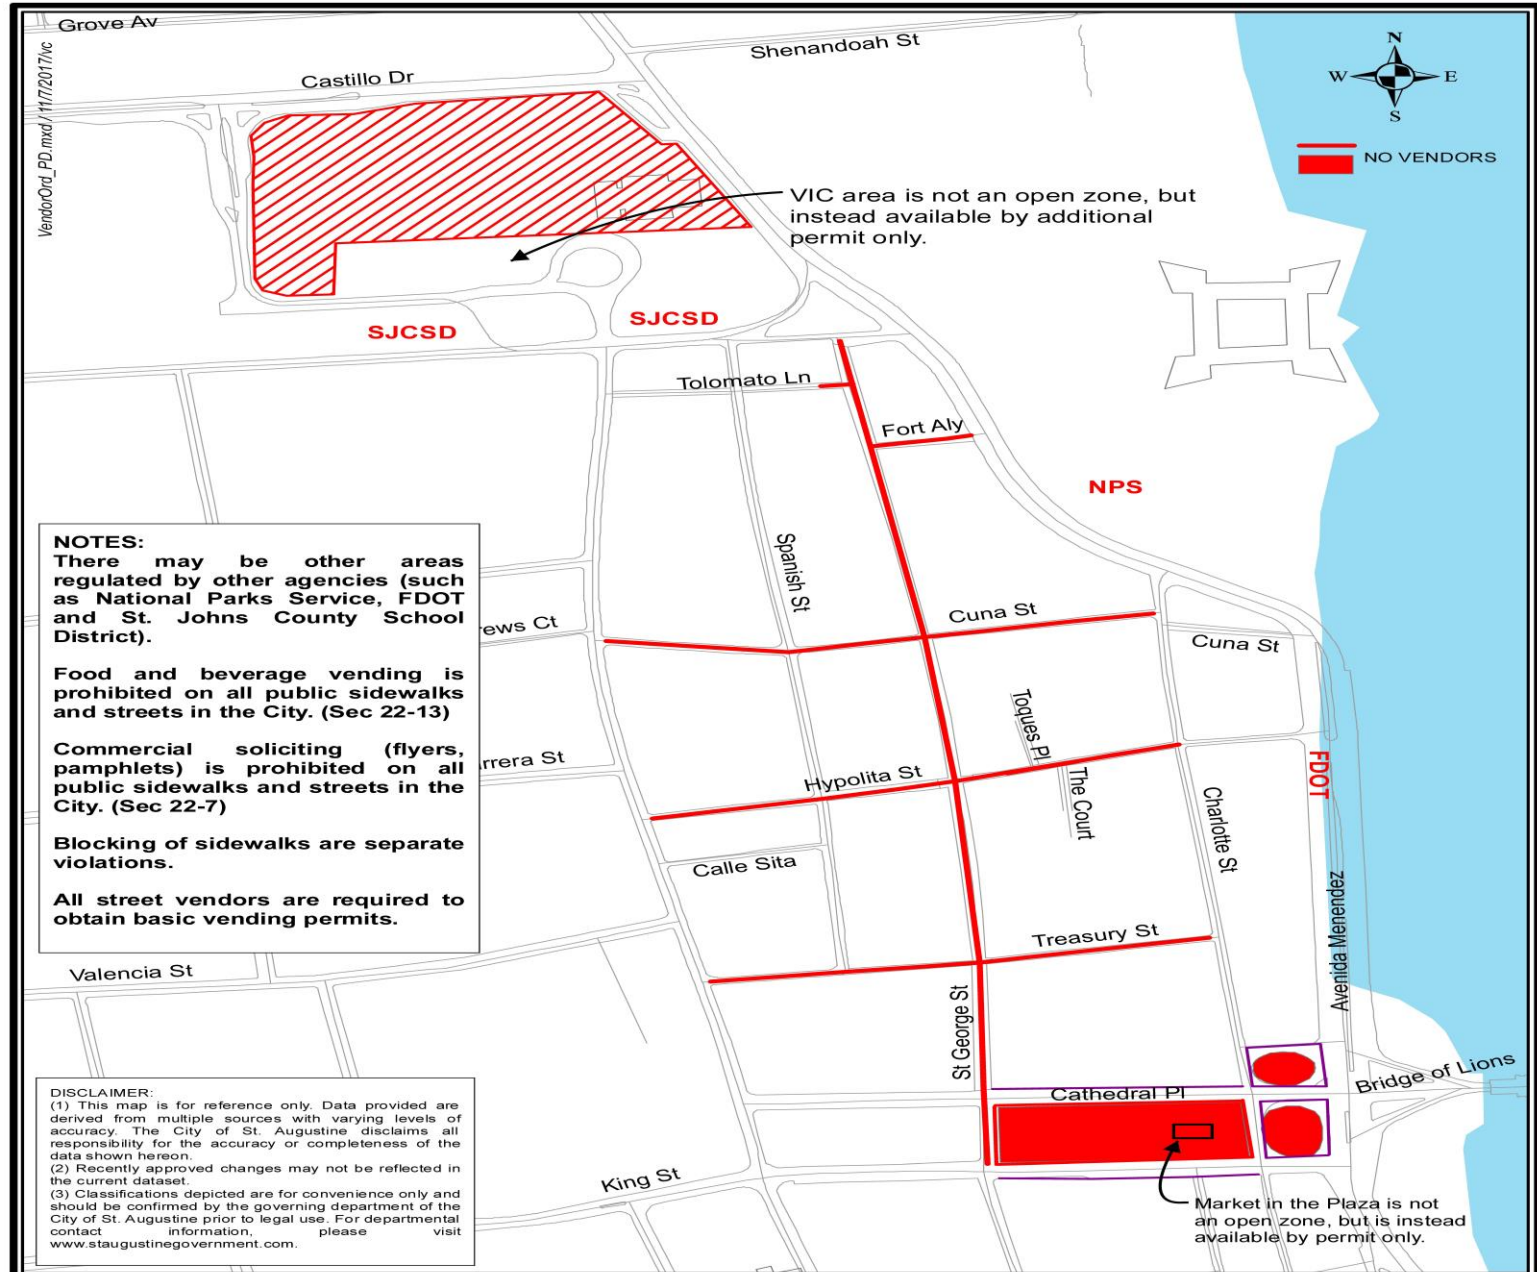 Grove Av
Shenandoah St
Castillo Dr
VendorOrd_PD.mxd / 11/7/2017/vc
N
W
E
S
NO VENDORS
VIC area is not an open zone, but
instead available by additional
permit only.
SJCSD
SJCSD
Tolomato Ln
Fort Aly
NPS
NOTES:
There may be other areas
regulated by other agencies (such
as National Parks Service, FDOT
and St. Johns County School
District).
Food and beverage vending is
prohibited on all public sidewalks
and streets in the City. (Sec 22-13)
Commercial soliciting (flyers,
pamphlets) is prohibited on all
public sidewalks and streets in the
City. (Sec 22-7)
Blocking of sidewalks are separate
violations.
All street vendors are required to
obtain basic vending permits.
Spanish St
rews Ct
Cuna St
Cuna St
Toques Pl
rrera St
Hypolita St
The Court
FDOT
Charlotte St
Calle Sita
Avenida Menendez
Treasury St
Valencia St
St George St
Bridge of Lions
Cathedral Pl
DISCLAIMER:
(1) This map is for reference only. Data provided are
derived from multiple sources with varying levels of
accuracy. The City of St. Augustine disclaims all
responsibility for the accuracy or completeness of the
data shown hereon.
(2) Recently approved changes may not be reflected in
the current dataset.
(3) Classifications depicted are for convenience only and
should be confirmed by the governing department of the
City of St. Augustine prior to legal use. For departmental
contact information, please visit
www.staugustinegovernment.com.
King St
Market in the Plaza is not
an open zone, but is instead
available by permit only.